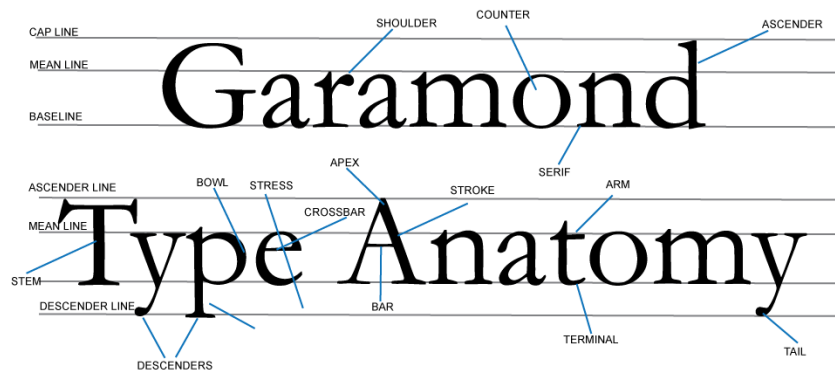 SHOULDER
COUNTER
ASCENDER
CAP LINE
MEAN LINE
BASELINE
Garamond
SERIF
APEX
ASCENDER LINE
BOWL
STRESS
STROKE
ARM
CROSSBAR
MEAN LINE
Type Anatomy
STEM
DESCENDER LINE
BAR
TERMINAL
TAIL
DESCENDERS